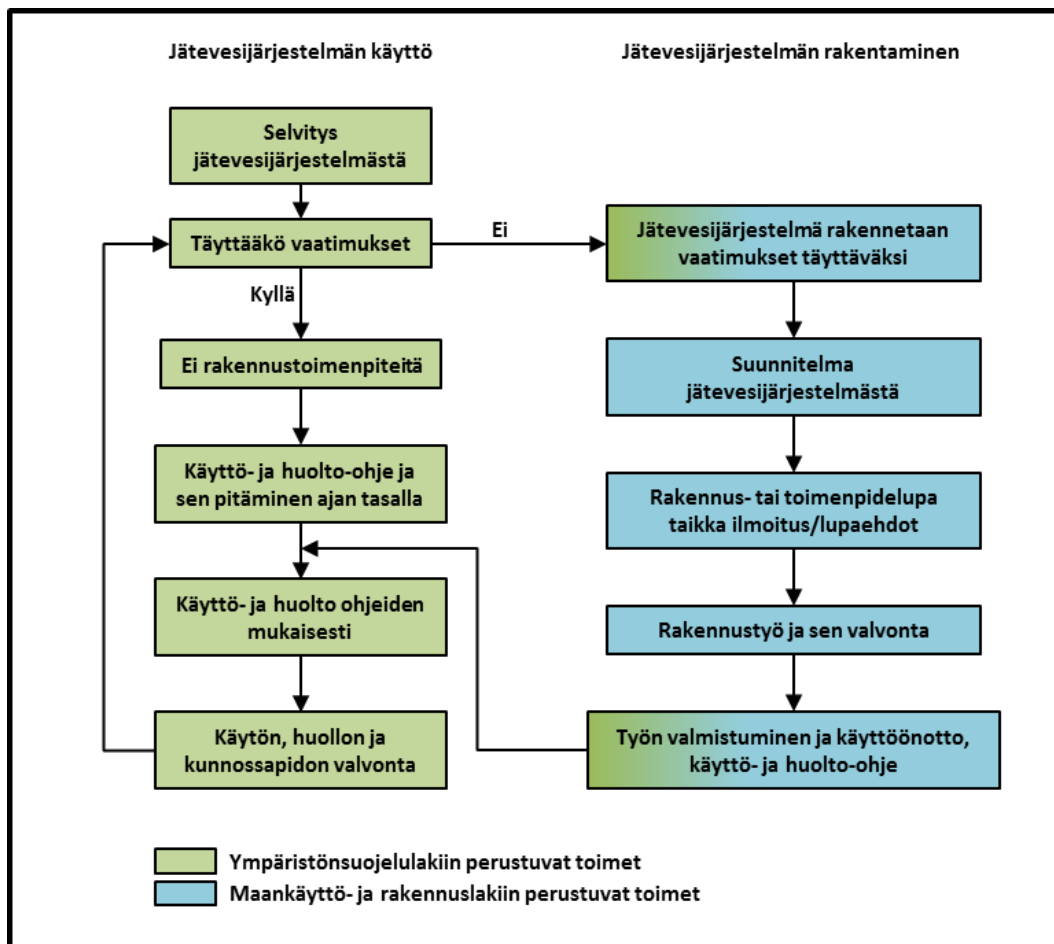 Jätevesijärjestelmän käyttö
Selvitys
jätevesijärjestelmästä
Täyttääkö vaatimukset
Ei
Kyllä
Ei rakennustoimenpiteitä
Käyttö- ja huolto-ohje ja
sen pitäminen ajan tasalla
Käyttö- ja huolto ohjeiden
mukaisesti
Käytön, huollon ja
kunnossapidon valvonta
Jätevesijärjestelmän rakentaminen
Jätevesijärjestelmä rakennetaan
vaatimukset täyttäväksi
Suunnitelma
jätevesijärjestelmästä
Rakennus- tai toimenpidelupa
taikka ilmoitus/lupaehdot
Rakennustyö ja sen valvonta
Työn valmistuminen ja käyttöönotto,
käyttö- ja huolto-ohje
Ympäristönsuojelulakiin perustuvat toimet
Maankäyttö- ja rakennuslakiin perustuvat toimet